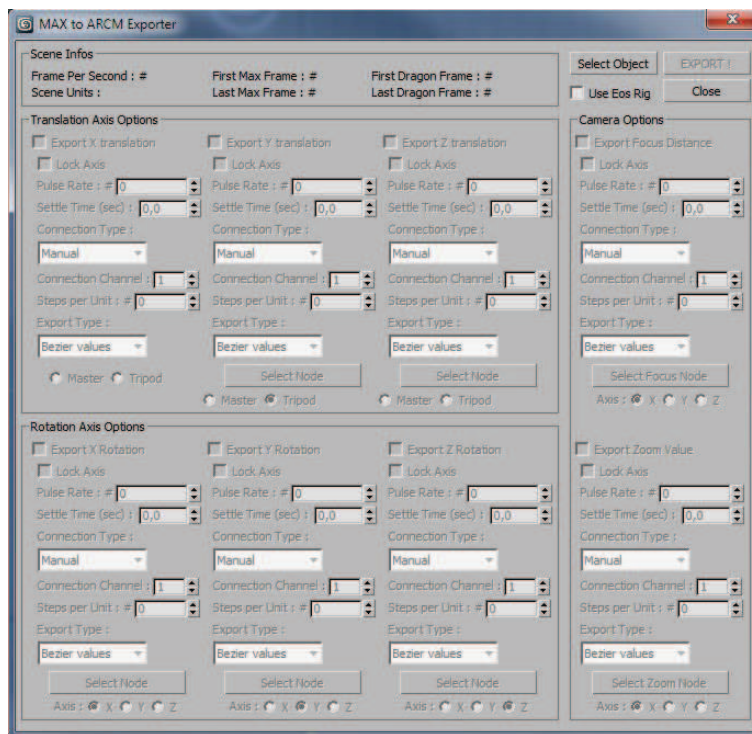 MAX to ARCM Exporter
Scene Infos
Frame Per Second : # First Max Frame : # First Dragon Frame : #
Scene Units : Last Max Frame : # Last Dragon Frame : #
Select Object EXPORT !
Use Eos Rig Close
Translation Axis Options
Export X translation Export Y translation Export Z translation
Lock Axis Lock Axis Lock Axis
Pulse Rate : # 0 Pulse Rate : # 0 Pulse Rate : # 0
Settle Time (sec) : 0,0 Settle Time (sec) : 0,0 Settle Time (sec) : 0,0
Connection Type : Connection Type : Connection Type :
Manual Manual Manual
Connection Channel : 1 Connection Channel : 1 Connection Channel : 1
Steps per Unit : # 0 Steps per Unit : # 0 Steps per Unit : # 0
Export Type : Export Type : Export Type :
Bezier values Bezier values Bezier values
Master Tripod Select Node Select Node
Master Tripod Master Tripod
Camera Options
Export Focus Distance
Lock Axis
Pulse Rate : # 0
Settle Time (sec) : 0,0
Connection Type :
Manual
Connection Channel : 1
Steps per Unit : # 0
Export Type :
Bezier values
Select Focus Node
Axis : X Y Z
Rotation Axis Options
Export X Rotation Export Y Rotation Export Z Rotation
Lock Axis Lock Axis Lock Axis
Pulse Rate : # 0 Pulse Rate : # 0 Pulse Rate : # 0
Settle Time (sec) : 0,0 Settle Time (sec) : 0,0 Settle Time (sec) : 0,0
Connection Type : Connection Type : Connection Type :
Manual Manual Manual
Connection Channel : 1 Connection Channel : 1 Connection Channel : 1
Steps per Unit : # 0 Steps per Unit : # 0 Steps per Unit : # 0
Export Type : Export Type : Export Type :
Bezier values Bezier values Bezier values
Select Node Select Node Select Node
Axis : X Y Z Axis : X Y Z Axis : X Y Z
Export Zoom Value
Lock Axis
Pulse Rate : # 0
Settle Time (sec) : 0,0
Connection Type :
Manual
Connection Channel : 1
Steps per Unit : # 0
Export Type :
Bezier values
Select Zoom Node
Axis : X Y Z